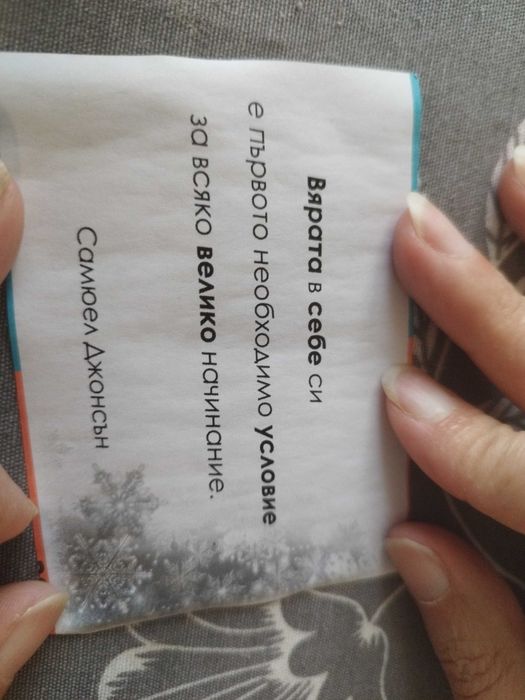 Вярата в себе си
е първото необходимо условие
за всяко велико начинание.
Самюел Джонсън